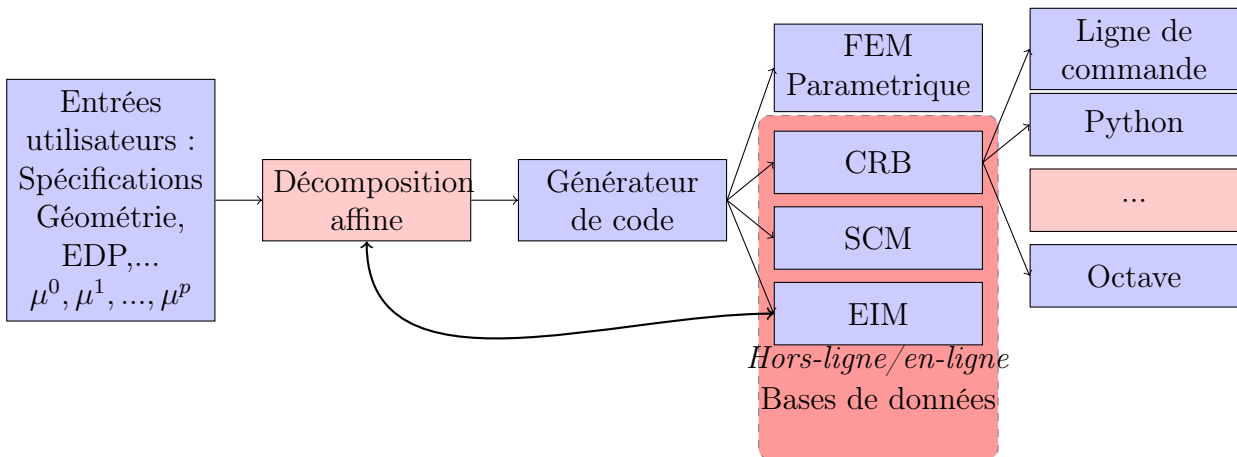 Entrées
utilisateurs :
Spécifications
Géométrie,
EDP,...
μ⁰, μ¹, ..., μᵖ
Décomposition
affine
Générateur
de code
FEM
Parametrique
CRB
SCM
EIM
Hors-ligne/en-ligne
Bases de données
Ligne de
commande
Python
...
Octave